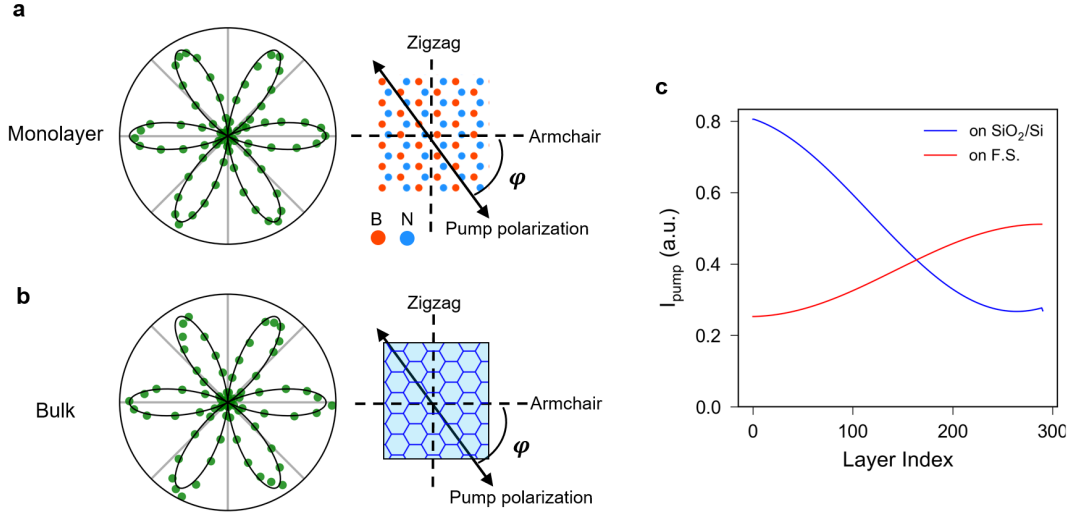 a
Monolayer
Zigzag
Armchair
φ
Pump polarization
B N
b
Bulk
Zigzag
Armchair
φ
Pump polarization
c
I_pump (a.u.)
0.8
0.6
0.4
0.2
0.0
0 100 200 300
Layer Index
on SiO₂/Si
on F.S.